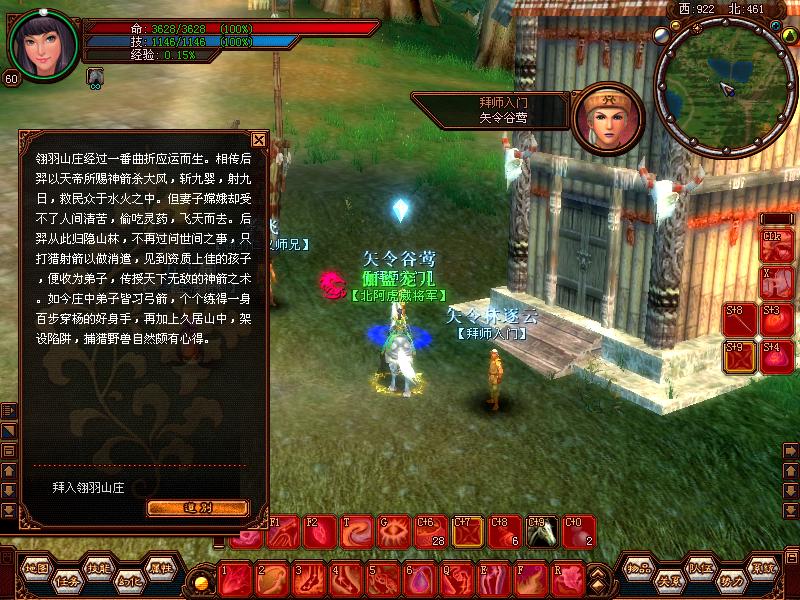 命: 3628/3628 (100%)
技: 1146/1146 (100%)
经验: 0.15%
60
西:922 北:461
拜师入门
矢令谷莺
翎羽山庄经过一番曲折应运而生。相传后
羿以天帝所赐神箭杀大风，斩九婴，射九
日，救民众于水火之中。但妻子嫦娥却受
不了人间清苦，偷吃灵药，飞天而去。后
羿从此归隐山林，不再过问世间之事，只
打猎射箭以做消遣，见到资质上佳的孩子
，便收为弟子，传授天下无敌的神箭之术
。如今庄中弟子皆习弓箭，个个练得一身
百步穿杨的好身手，再加上久居山中，架
设陷阱，捕猎野兽自然颇有心得。
拜入翎羽山庄
道别
师兄】
矢令谷莺
【北阿虎威将军】
【拜师入门】
X
S+8 S+3
S+9 S+4
F1 F2 T G C+6 C+7 C+8 C+9 C+0
28 6 2
1 2 3 4 5 6 Q E F R
地图 任务 技能 幻化 属性
物品 关系 队伍 势力 系统